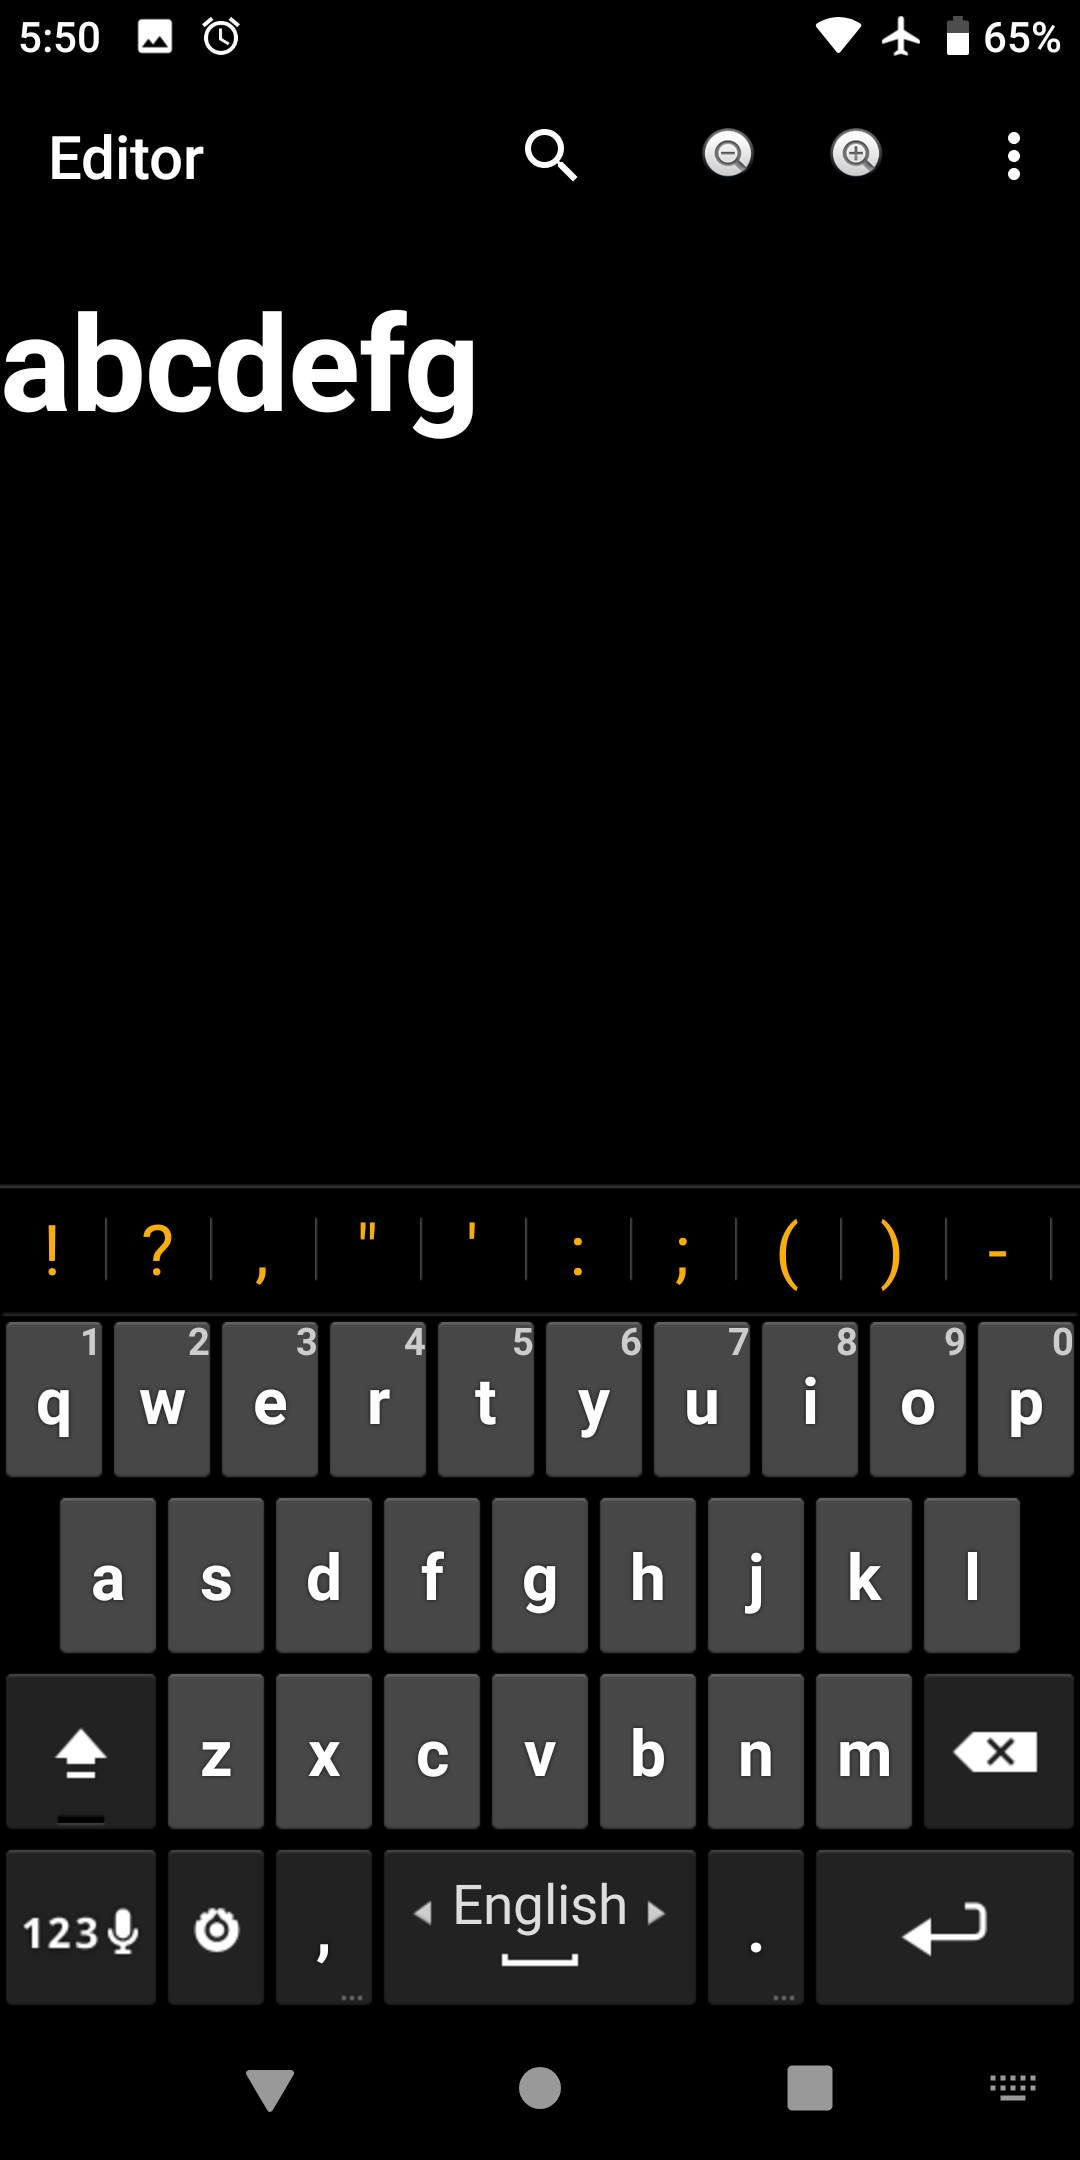 5:50 65%
Editor
abcdefg
! ? , " ' : ; ( ) -
1 2 3 4 5 6 7 8 9 0
q w e r t y u i o p
a s d f g h j k l
z x c v b n m
123 , English .